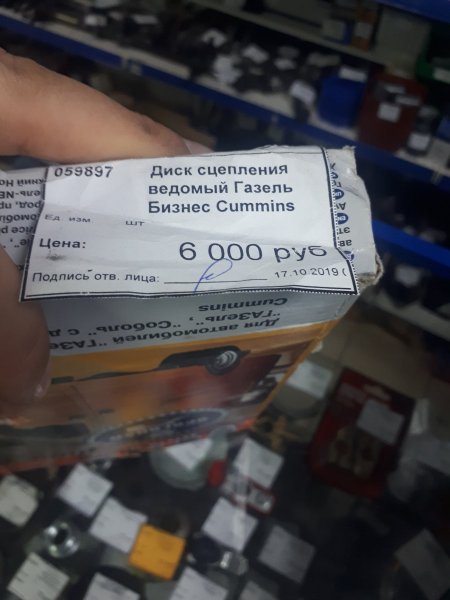 059897
Диск сцепления
ведомый Газель
Бизнес Cummins
Ед изм шт
Цена: 6 000 руб
Подпись отв. лица: 17.10.2019
Для автомобилей "ГАЗель
"ГАЗель", "Соболь" с д
Cummins